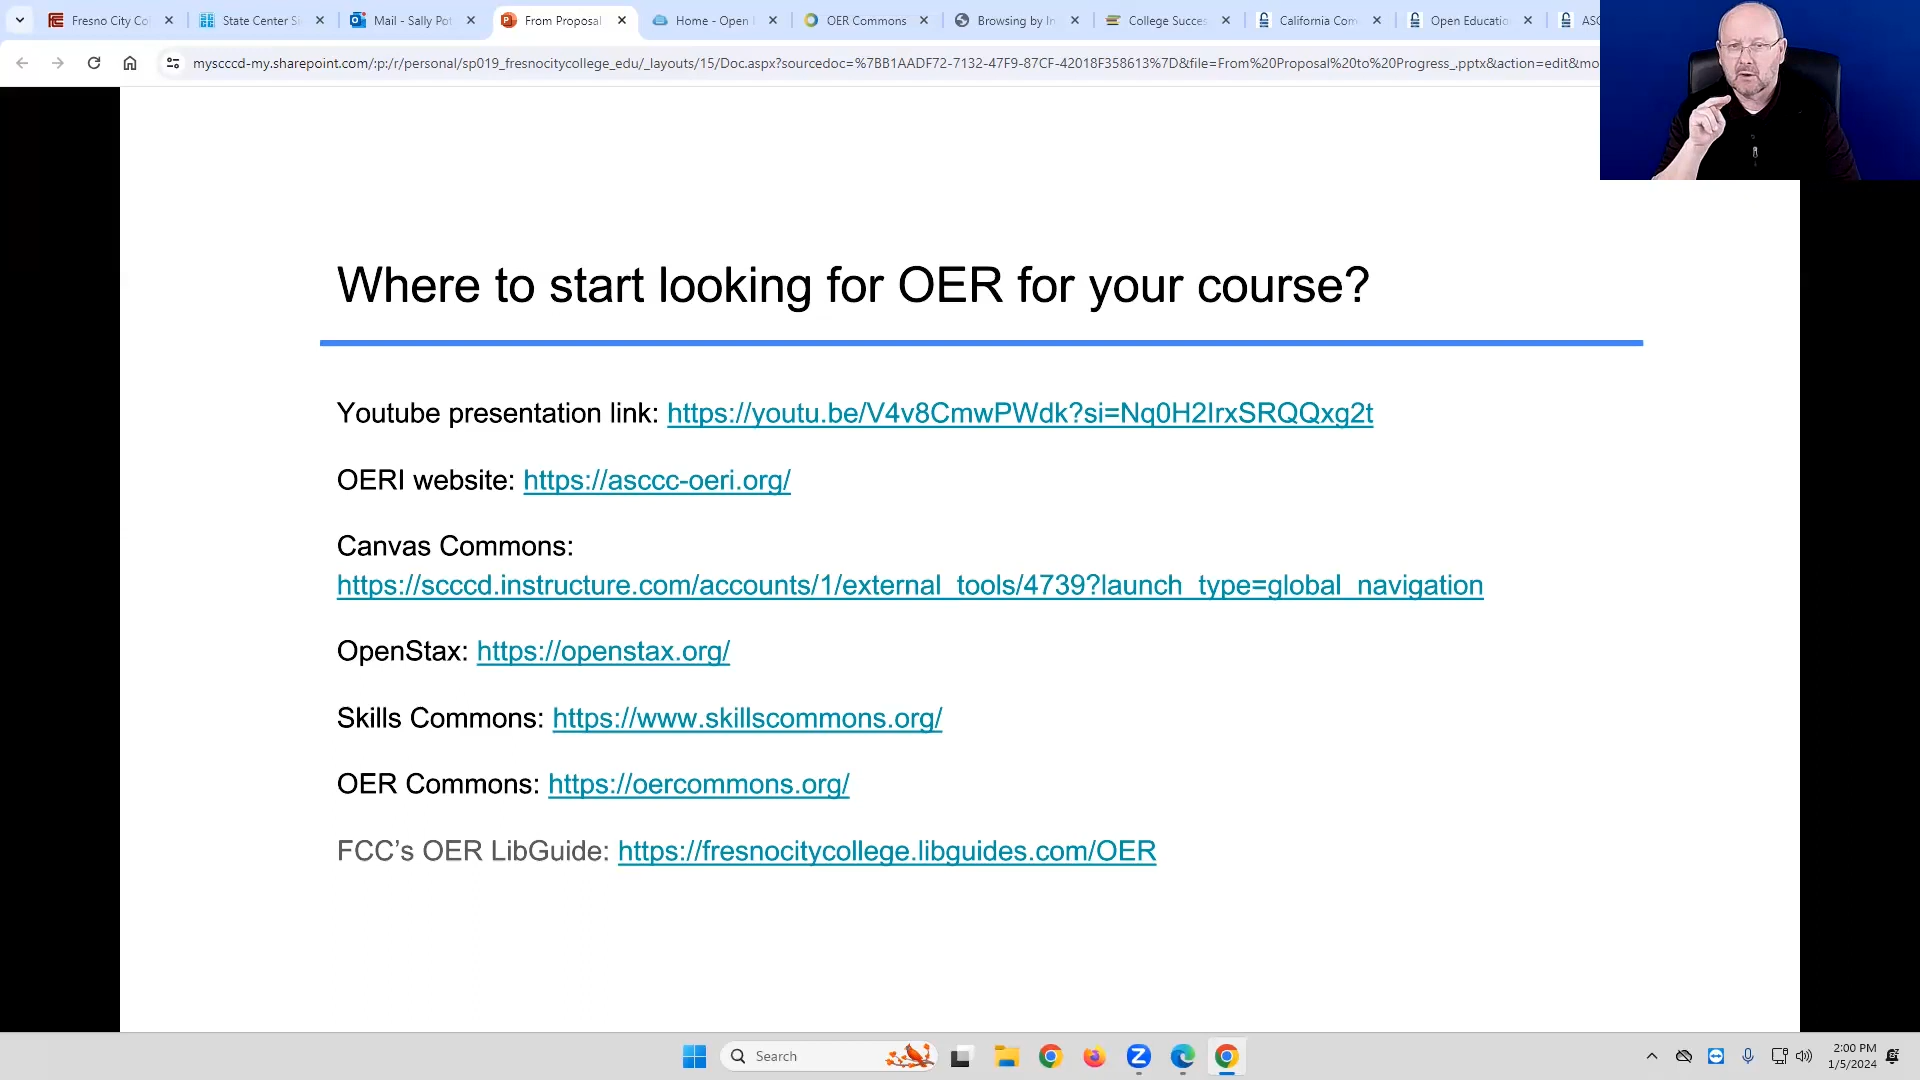 Fresno City Co
State Center Si
Mail - Sally Pot
From Proposal
Home - Open
OER Commons
Browsing by In
College Succes
California Com
Open Educatio
ASC
myscccd-my.sharepoint.com/:p:/r/personal/sp019_fresnocitycollege_edu/_layouts/15/Doc.aspx?sourcedoc=%7BB1AADF72-7132-47F9-87CF-42018F358613%7D&file=From%20Proposal%20to%20Progress_.pptx&action=edit&mo
Where to start looking for OER for your course?
Youtube presentation link: https://youtu.be/V4v8CmwPWdk?si=Nq0H2IrxSRQQxg2t
OERI website: https://asccc-oeri.org/
Canvas Commons:
https://scccd.instructure.com/accounts/1/external_tools/4739?launch_type=global_navigation
OpenStax: https://openstax.org/
Skills Commons: https://www.skillscommons.org/
OER Commons: https://oercommons.org/
FCC’s OER LibGuide: https://fresnocitycollege.libguides.com/OER
Search
2:00 PM
1/5/2024